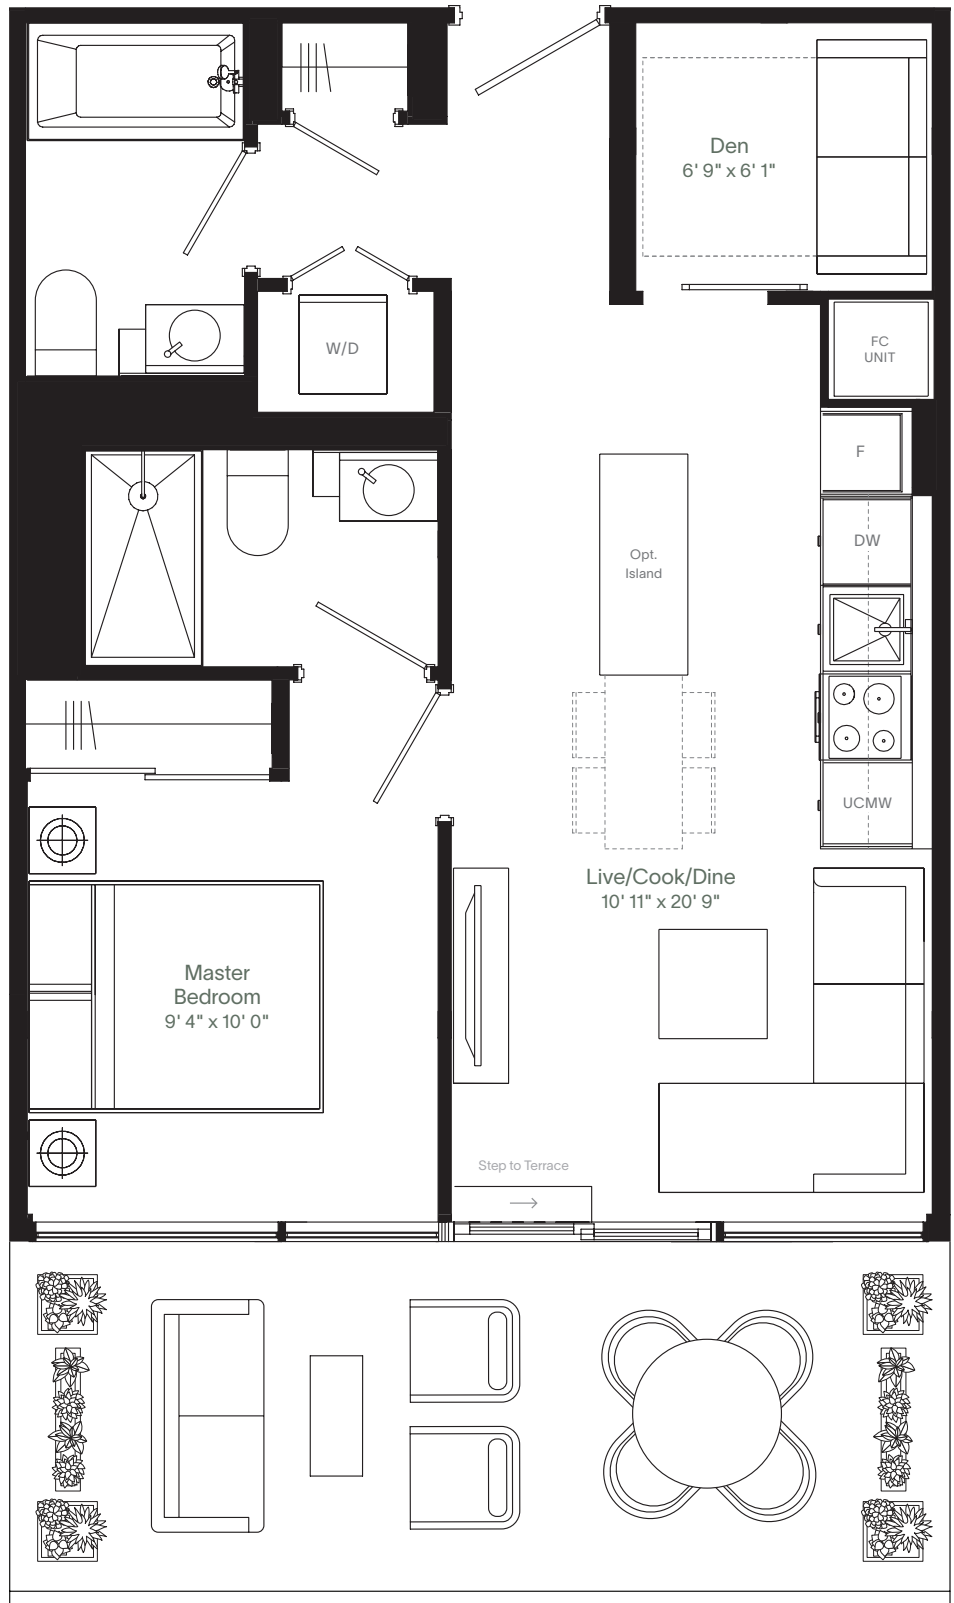 Den
6' 9" x 6' 1"
W/D
FC
UNIT
F
DW
Opt.
Island
UCMW
Live/Cook/Dine
10' 11" x 20' 9"
Master
Bedroom
9' 4" x 10' 0"
Step to Terrace